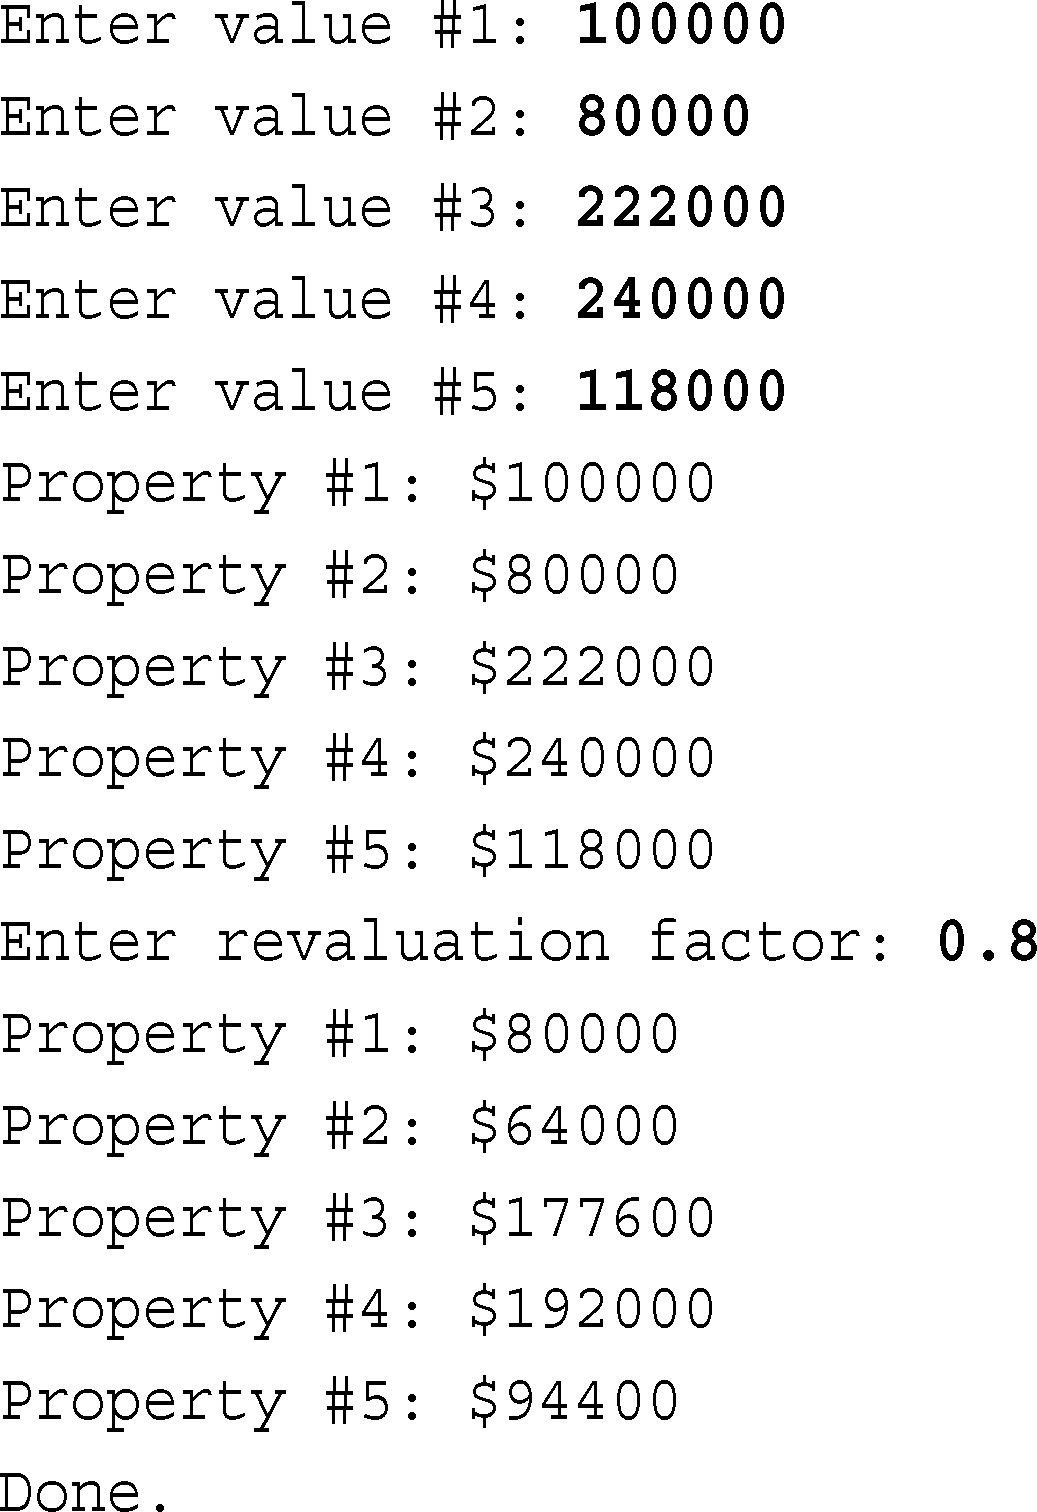 Enter value #1: 100000
Enter value #2: 80000
Enter value #3: 222000
Enter value #4: 240000
Enter value #5: 118000
Property #1: $100000
Property #2: $80000
Property #3: $222000
Property #4: $240000
Property #5: $118000
Enter revaluation factor: 0.8
Property #1: $80000
Property #2: $64000
Property #3: $177600
Property #4: $192000
Property #5: $94400
Done.